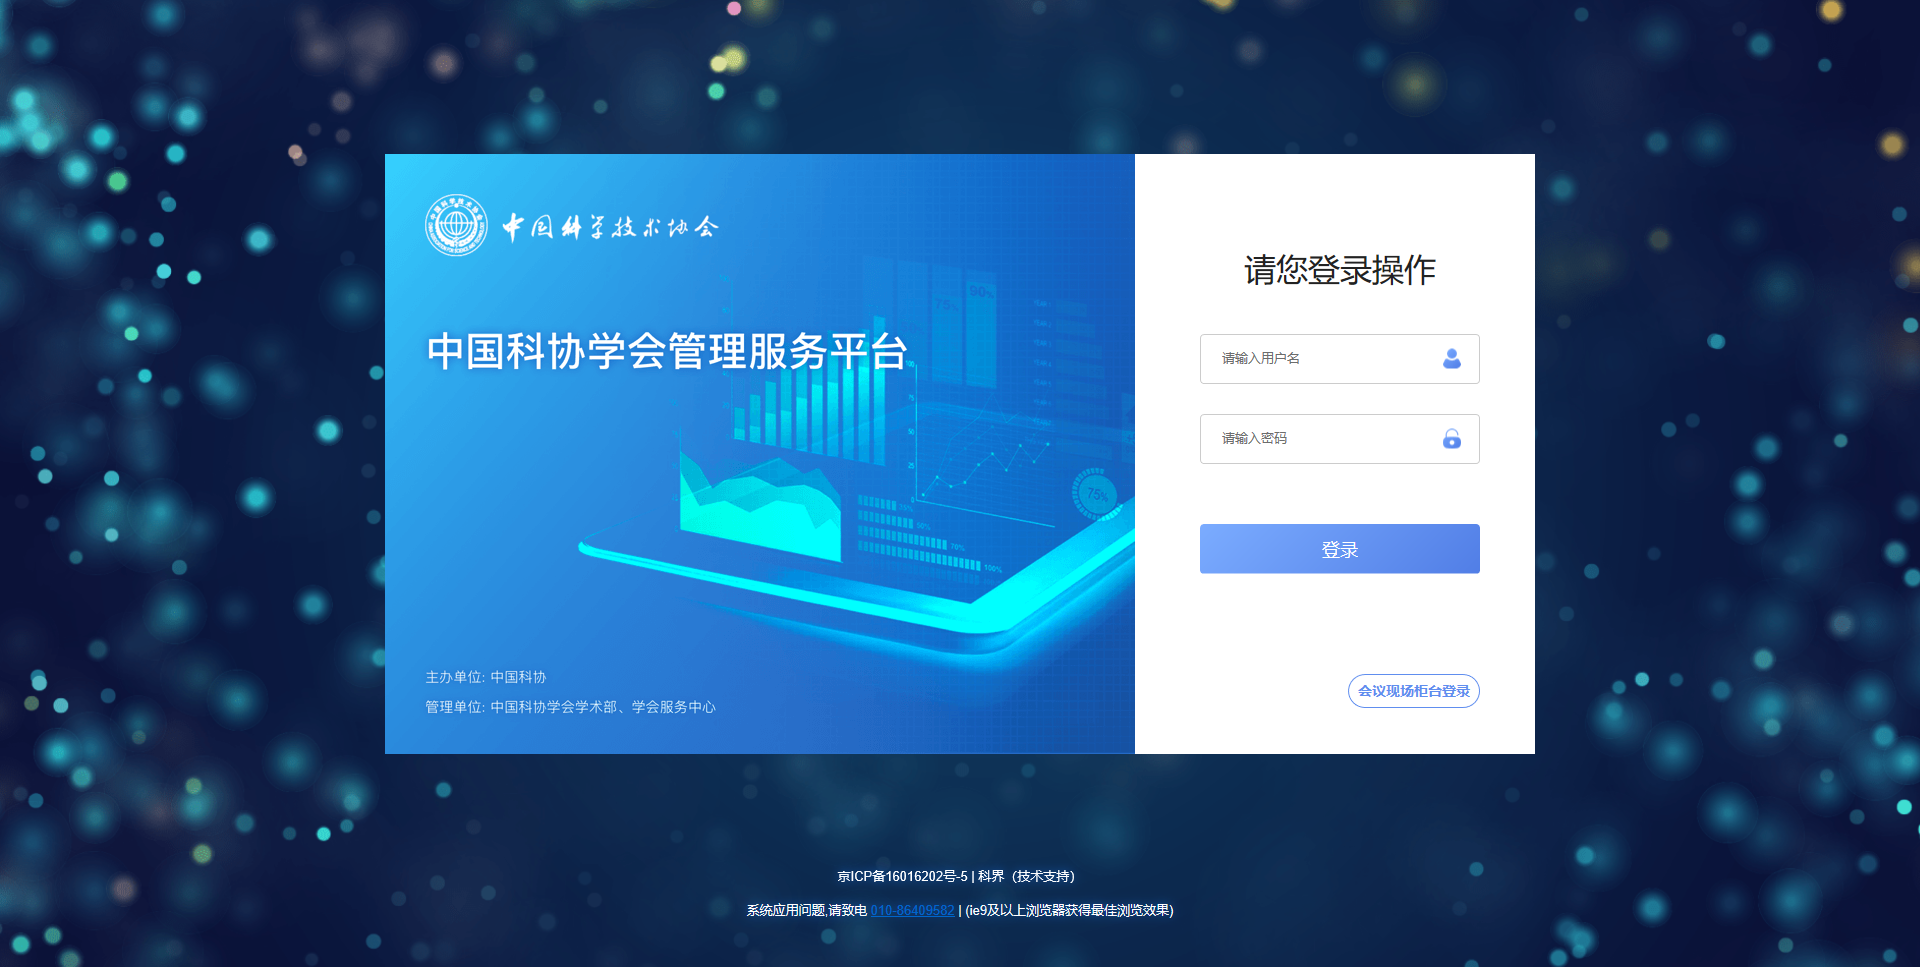 中国科学技术协会
中国科协学会管理服务平台
主办单位: 中国科协
管理单位: 中国科协学会学术部、学会服务中心
请您登录操作
请输入用户名
请输入密码
登录
会议现场柜台登录
京ICP备16016202号-5 | 科界（技术支持）
系统应用问题,请致电 010-86409582 | (ie9及以上浏览器获得最佳浏览效果)